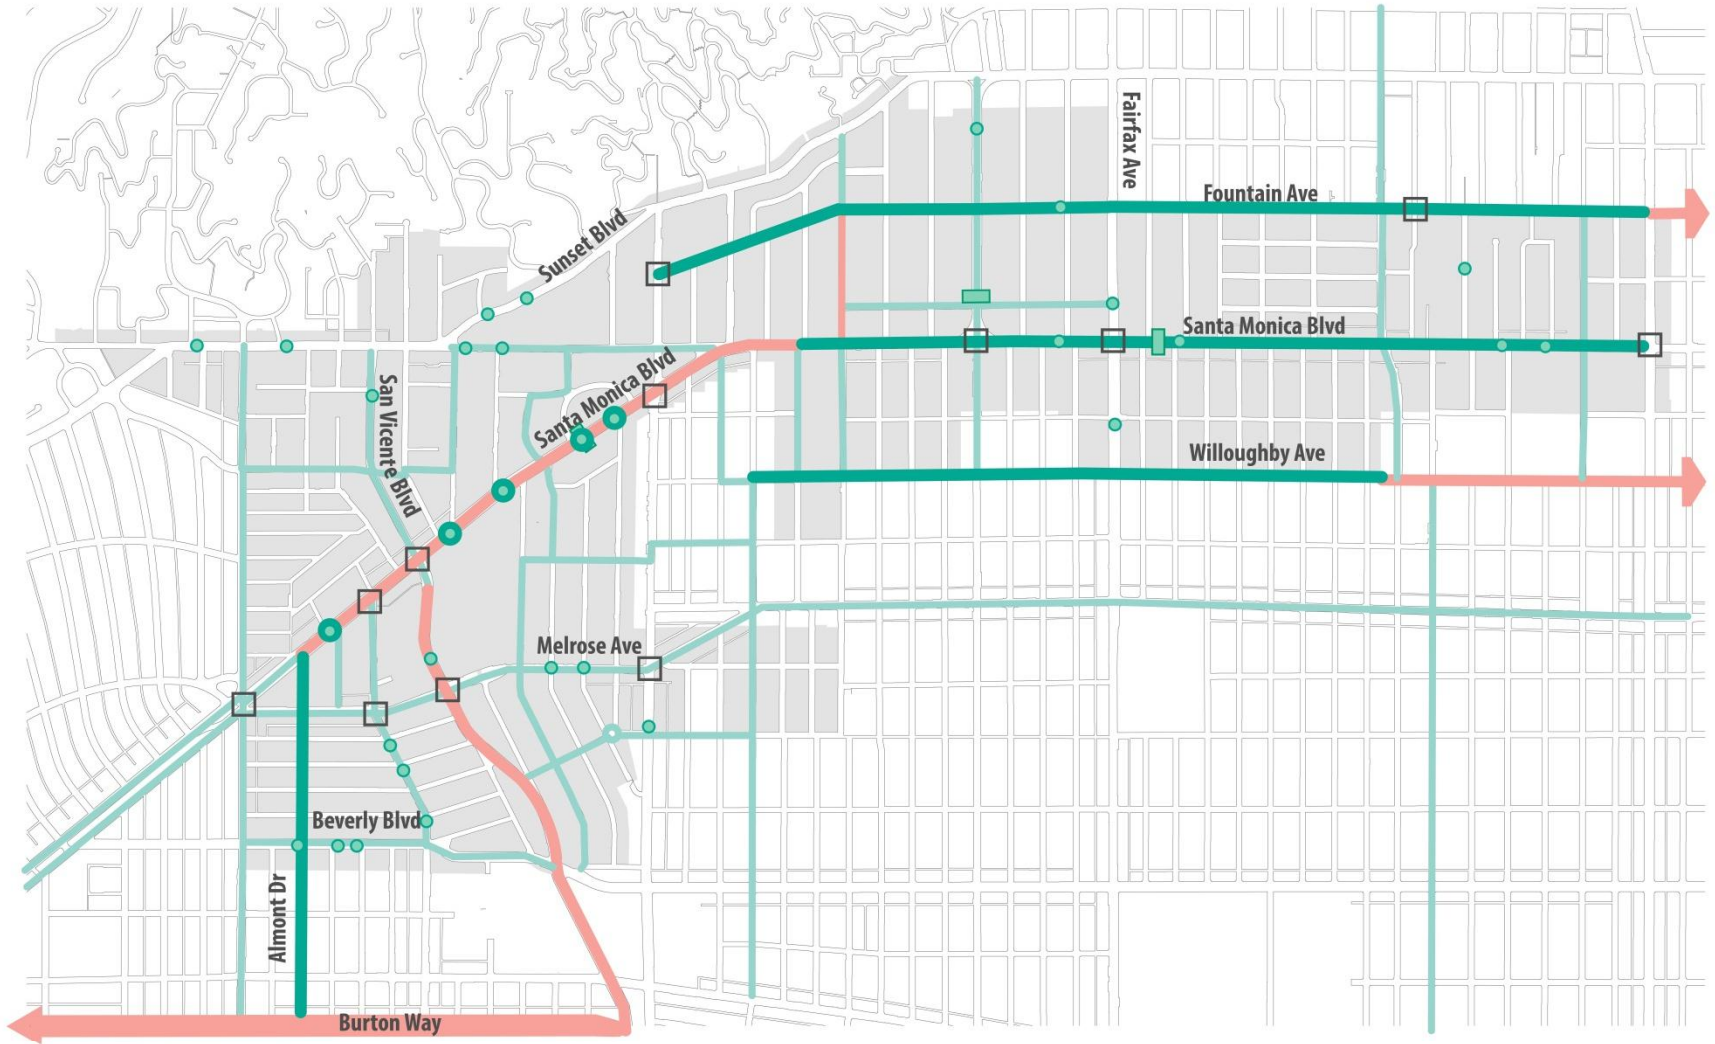 Fairfax Ave
Fountain Ave
Sunset Blvd
Santa Monica Blvd
Santa Monica Blvd
San Vicente Blvd
Willoughby Ave
Melrose Ave
Beverly Blvd
Almont Dr
Burton Way